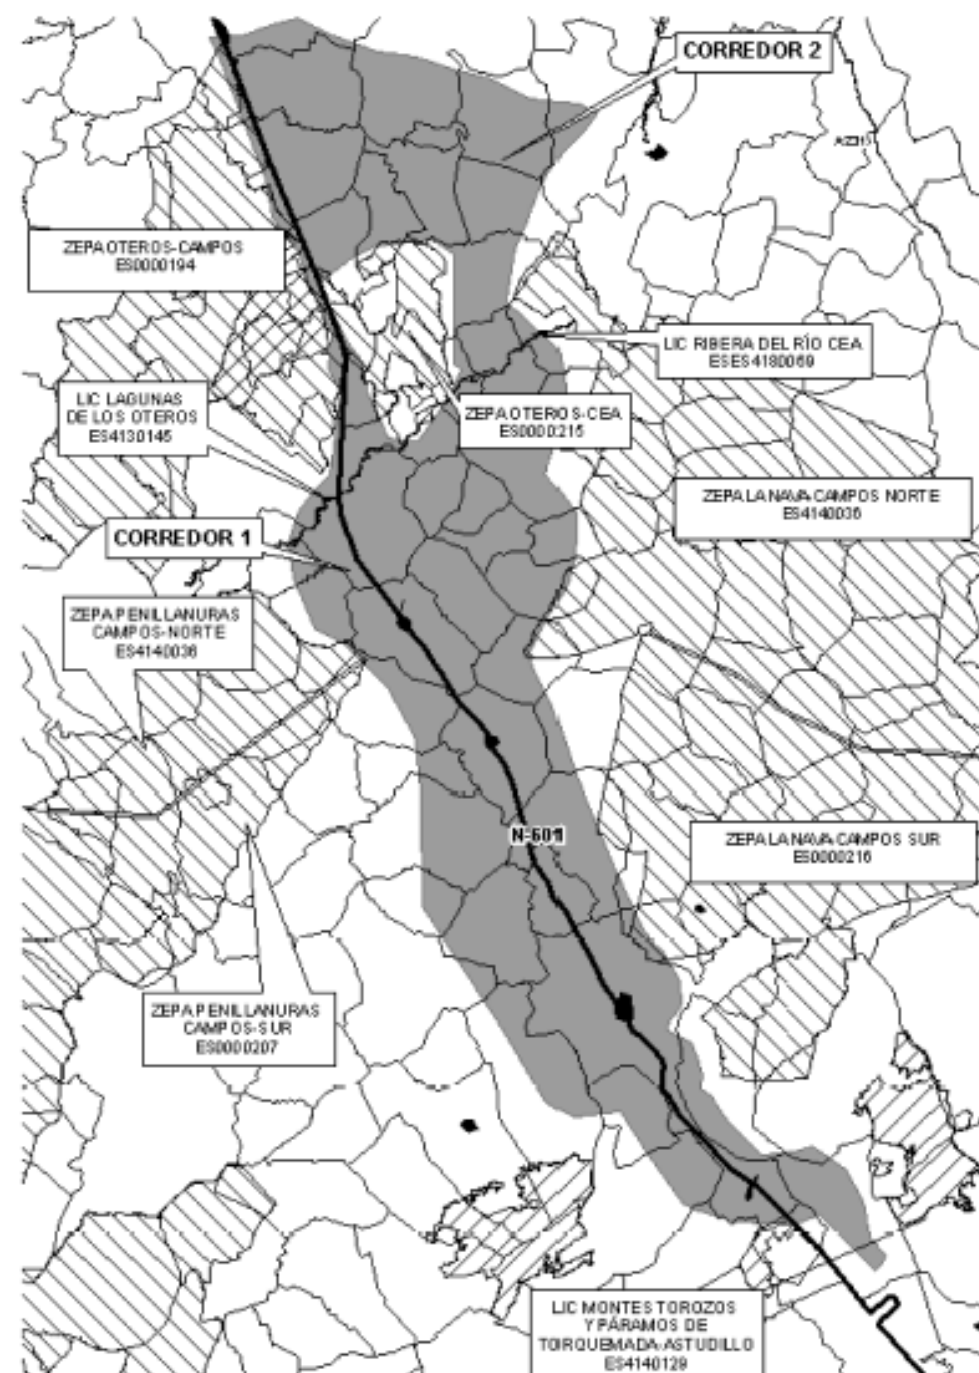 CORREDOR 2
ZEPA OTEROS-CAMPOS
ES0000194
LIC RIBERA DEL RÍO CEA
ESES4180069
LIC LAGUNAS
DE LOS OTEROS
ES4130145
ZEPA OTERIOS-CEA
ES0000215
ZEPA LA NAVA-CAMPOS NORTE
ES4140036
CORREDOR 1
ZEPA PENILLANURAS
CAMPOS-NORTE
ES4140036
N-601
ZEPA LA NAVA-CAMPOS SUR
ES0000216
ZEPA PENILLANURAS
CAMPOS-SUR
ES0000207
LIC MONTES TOROZOS
Y PÁRAMOS DE
TORQUEMADA-ASTUDILLO
ES4140129